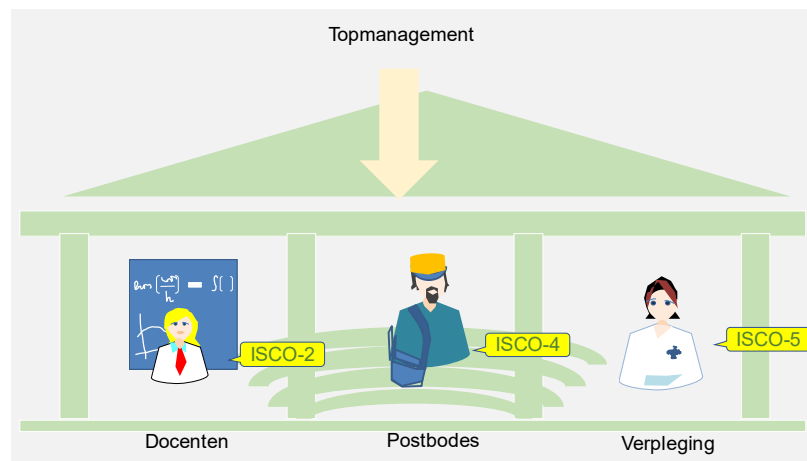 Topmanagement
ISCO-2
ISCO-4
ISCO-5
Docenten
Postbodes
Verpleging